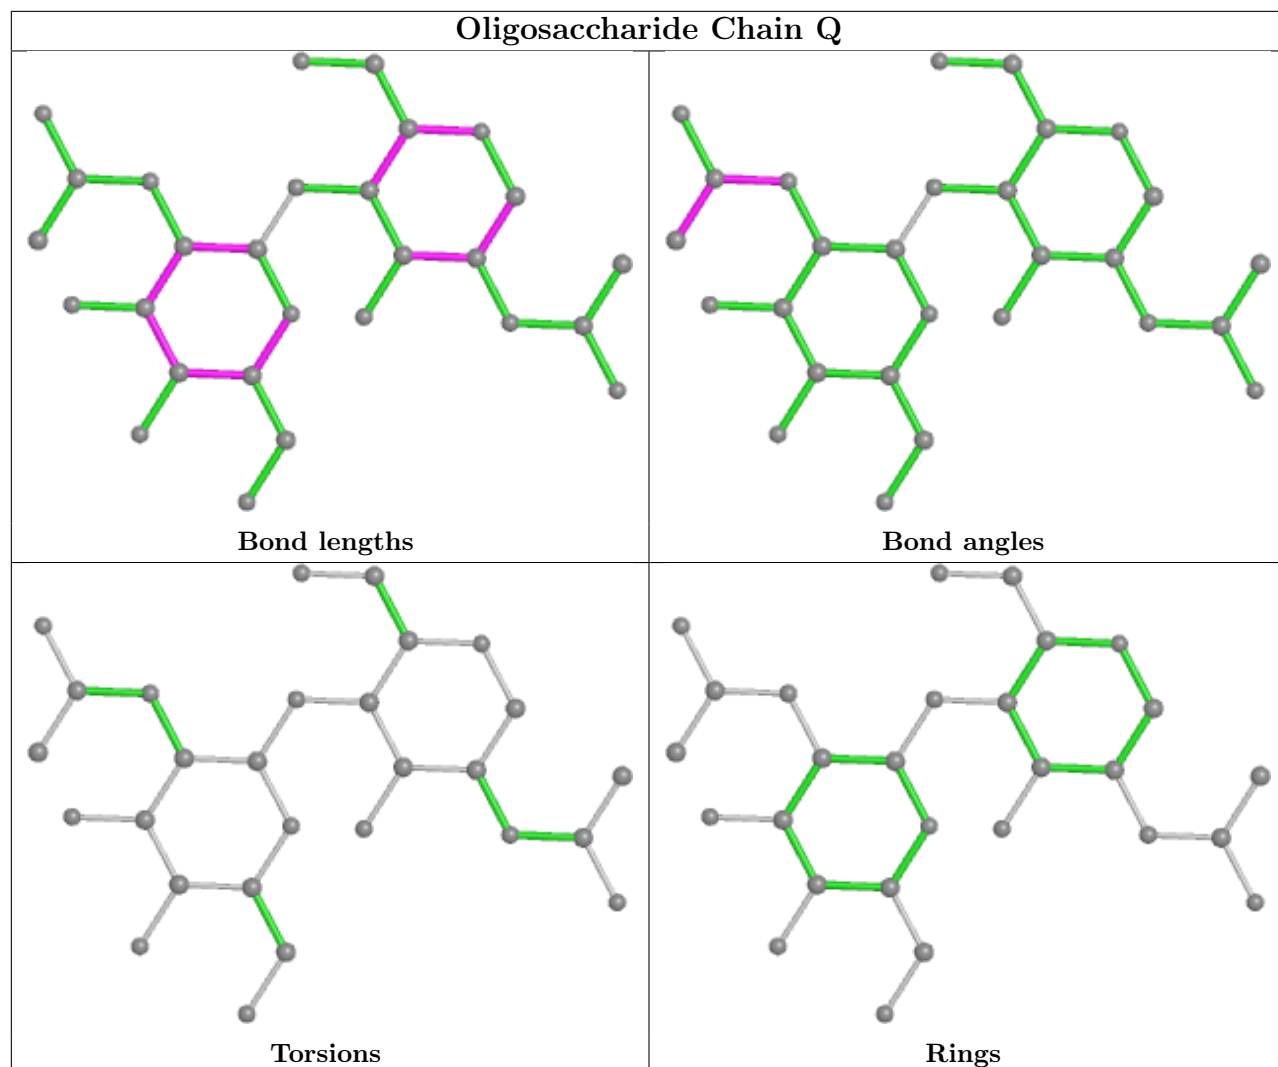 Oligosaccharide Chain Q
Bond lengths
Bond angles
Torsions
Rings